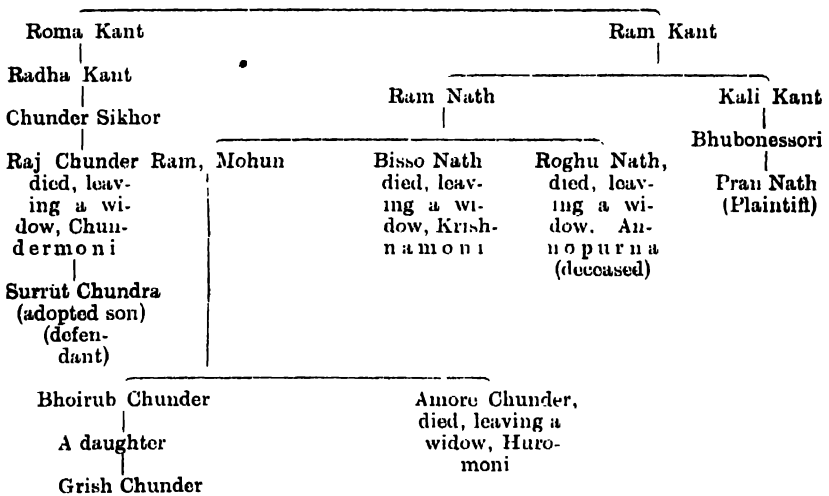 Roma Kant Ram Kant
Radha Kant
Ram Nath Kali Kant
Chunder Sikhor
Bhubonessori
Raj Chunder Ram, Mohun Bisso Nath Roghu Nath,
died, leav- died, leav- died, leav- Pran Nath
ing a wi- ing a wi- ing a wi- (Plaintiff)
dow, Chun- dow, Krish- dow. An-
dermoni namoni nopurna
(deceased)
Surrut Chundra
(adopted son)
(defen-
dant)
Bhoirub Chunder Amore Chunder,
died, leaving a
A daughter widow, Huro-
moni
Grish Chunder